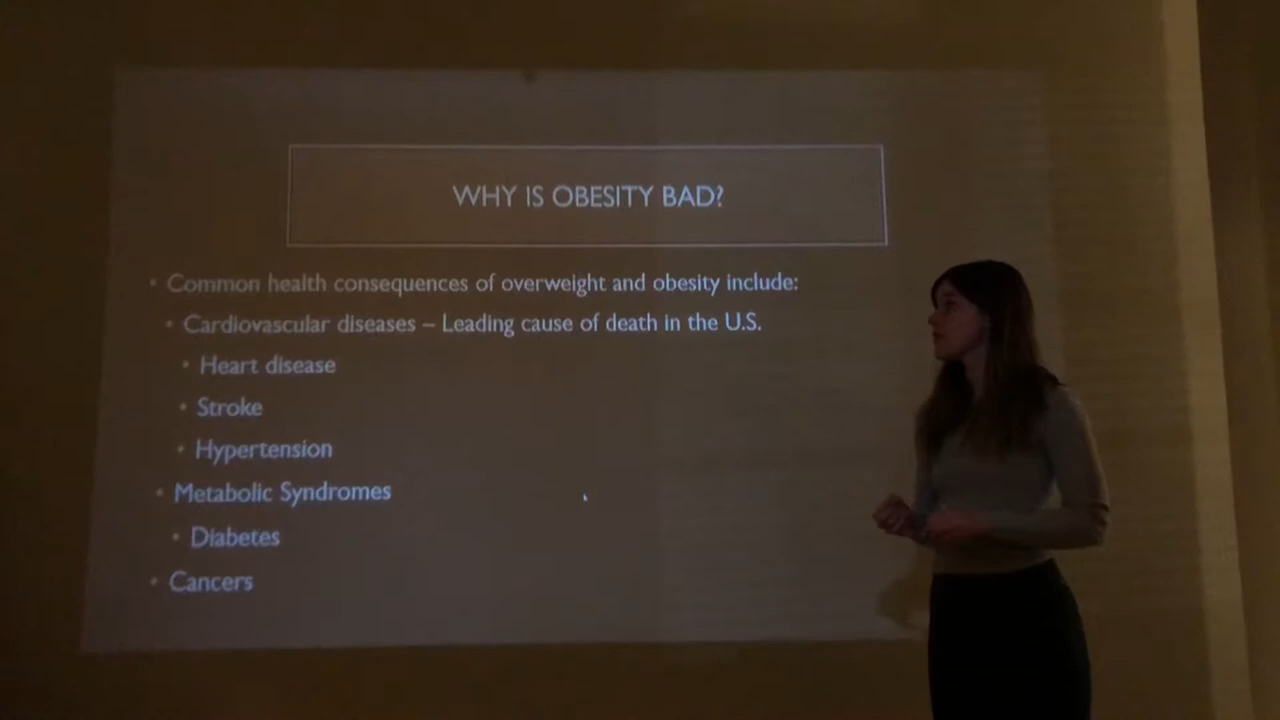 WHY IS OBESITY BAD?
• Common health consequences of overweight and obesity include:
• Cardiovascular diseases – Leading cause of death in the U.S.
• Heart disease
• Stroke
• Hypertension
• Metabolic Syndromes
• Diabetes
• Cancers